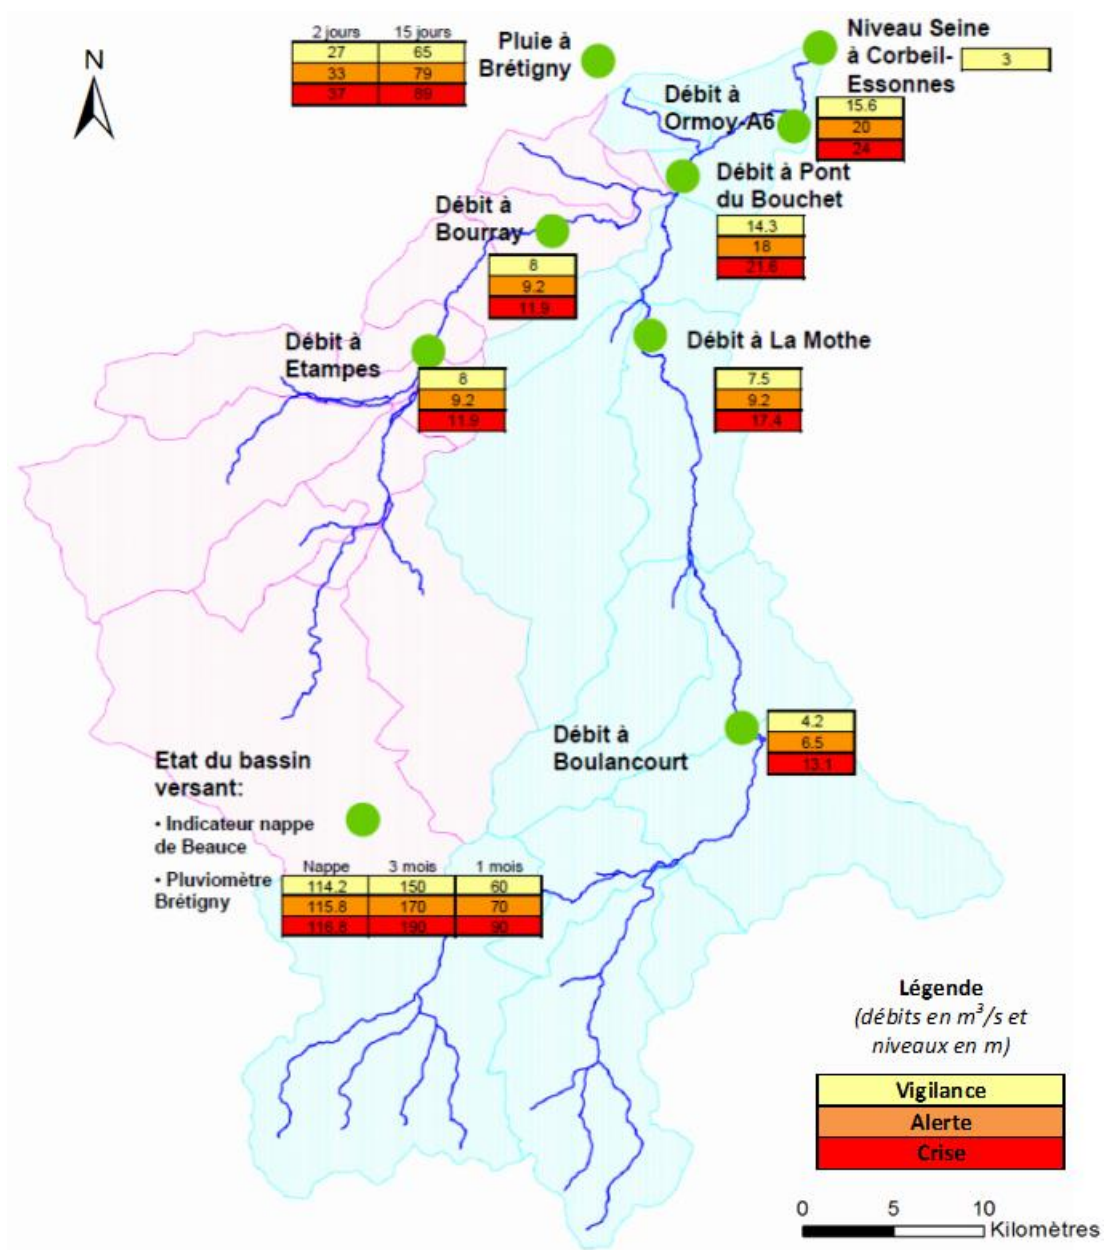 N
2 jours 15 jours
27 65
33 79
37 89
Pluie à
Brétigny
Niveau Seine
à Corbeil-
Essonnes
3
Débit à
Ormoy-A6
15.6
20
24
Débit à Pont
du Bouchet
14.3
18
21.6
Débit à
Bourray
8
9.2
11.9
Débit à La Mothe
7.5
9.2
17.4
Débit à
Etampes
8
9.2
11.9
Débit à
Boulancourt
4.2
6.5
13.1
Etat du bassin
versant:
• Indicateur nappe
de Beauce
• Pluviomètre
Brétigny
Nappe 3 mois 1 mois
114.2 150 60
115.8 170 70
116.8 190 90
Légende
(débits en m³/s et
niveaux en m)
Vigilance
Alerte
Crise
0 5 10
Kilomètres